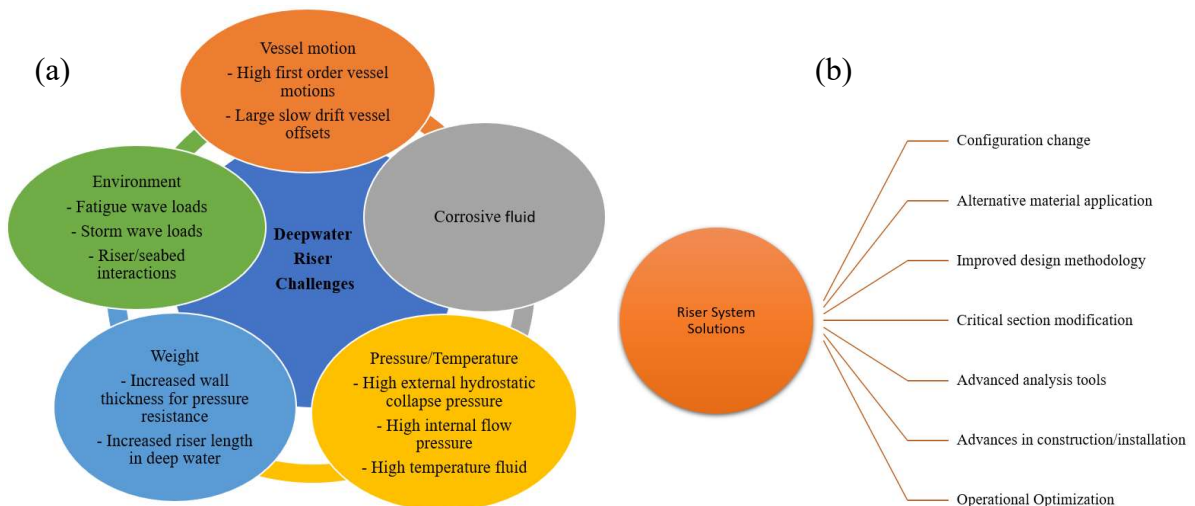 (a)
Vessel motion
- High first order vessel
motions
- Large slow drift vessel
offsets
Environment
- Fatigue wave loads
- Storm wave loads
- Riser/seabed
interactions
Deepwater
Riser
Challenges
Corrosive fluid
Weight
- Increased wall
thickness for pressure
resistance
- Increased riser length
in deep water
Pressure/Temperature
- High external hydrostatic
collapse pressure
- High internal flow
pressure
- High temperature fluid
(b)
Riser System
Solutions
Configuration change
Alternative material application
Improved design methodology
Critical section modification
Advanced analysis tools
Advances in construction/installation
Operational Optimization